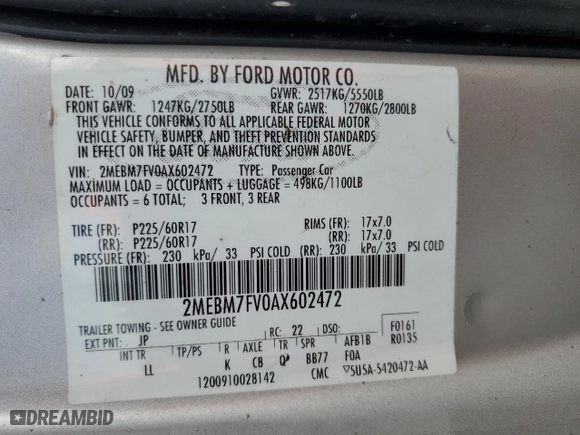 MFD. BY FORD MOTOR CO.
DATE: 10/09 GVWR: 2517KG/5550LB
FRONT GAWR: 1247KG/2750LB REAR GAWR: 1270KG/2800LB
THIS VEHICLE CONFORMS TO ALL APPLICABLE FEDERAL MOTOR
VEHICLE SAFETY, BUMPER, AND THEFT PREVENTION STANDARDS
IN EFFECT ON THE DATE OF MANUFACTURE SHOWN ABOVE.
VIN: 2MEBM7FV0AX602472 TYPE: Passenger Car
MAXIMUM LOAD = OCCUPANTS + LUGGAGE = 498KG/1100LB
OCCUPANTS = 6 TOTAL; 3 FRONT, 3 REAR
TIRE (FR): P225/60R17 RIMS (FR): 17x7.0
(RR): P225/60R17 (RR): 17x7.0
PRESSURE (FR): 230 kPa/ 33 PSI COLD (RR): 230 kPa/ 33 PSI COLD
2MEBM7FV0AX602472
TRAILER TOWING - SEE OWNER GUIDE
EXT PNT: JP RC: 22 AFB1B F0161
R0135
INT TR TP/PS R AXLE TR SPR F0A
LL K C8 Q BB77
1200910028142 CMC 5U5A-5420472-AA
DREAMBID